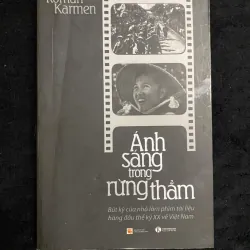 Roman
Karmen
Ánh
sáng
trong
rừng
thẳm
Bút ký của nhà làm phim tài liệu
hàng đầu thế kỷ XX về Việt Nam